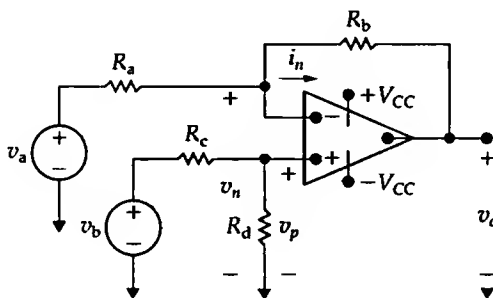 R_b
R_a
i_n
+
+V_CC
−
+
v_a
−
R_c
+
+
−V_CC
+
v_n
v_b
−
R_d
v_p
v_o
−
−
−